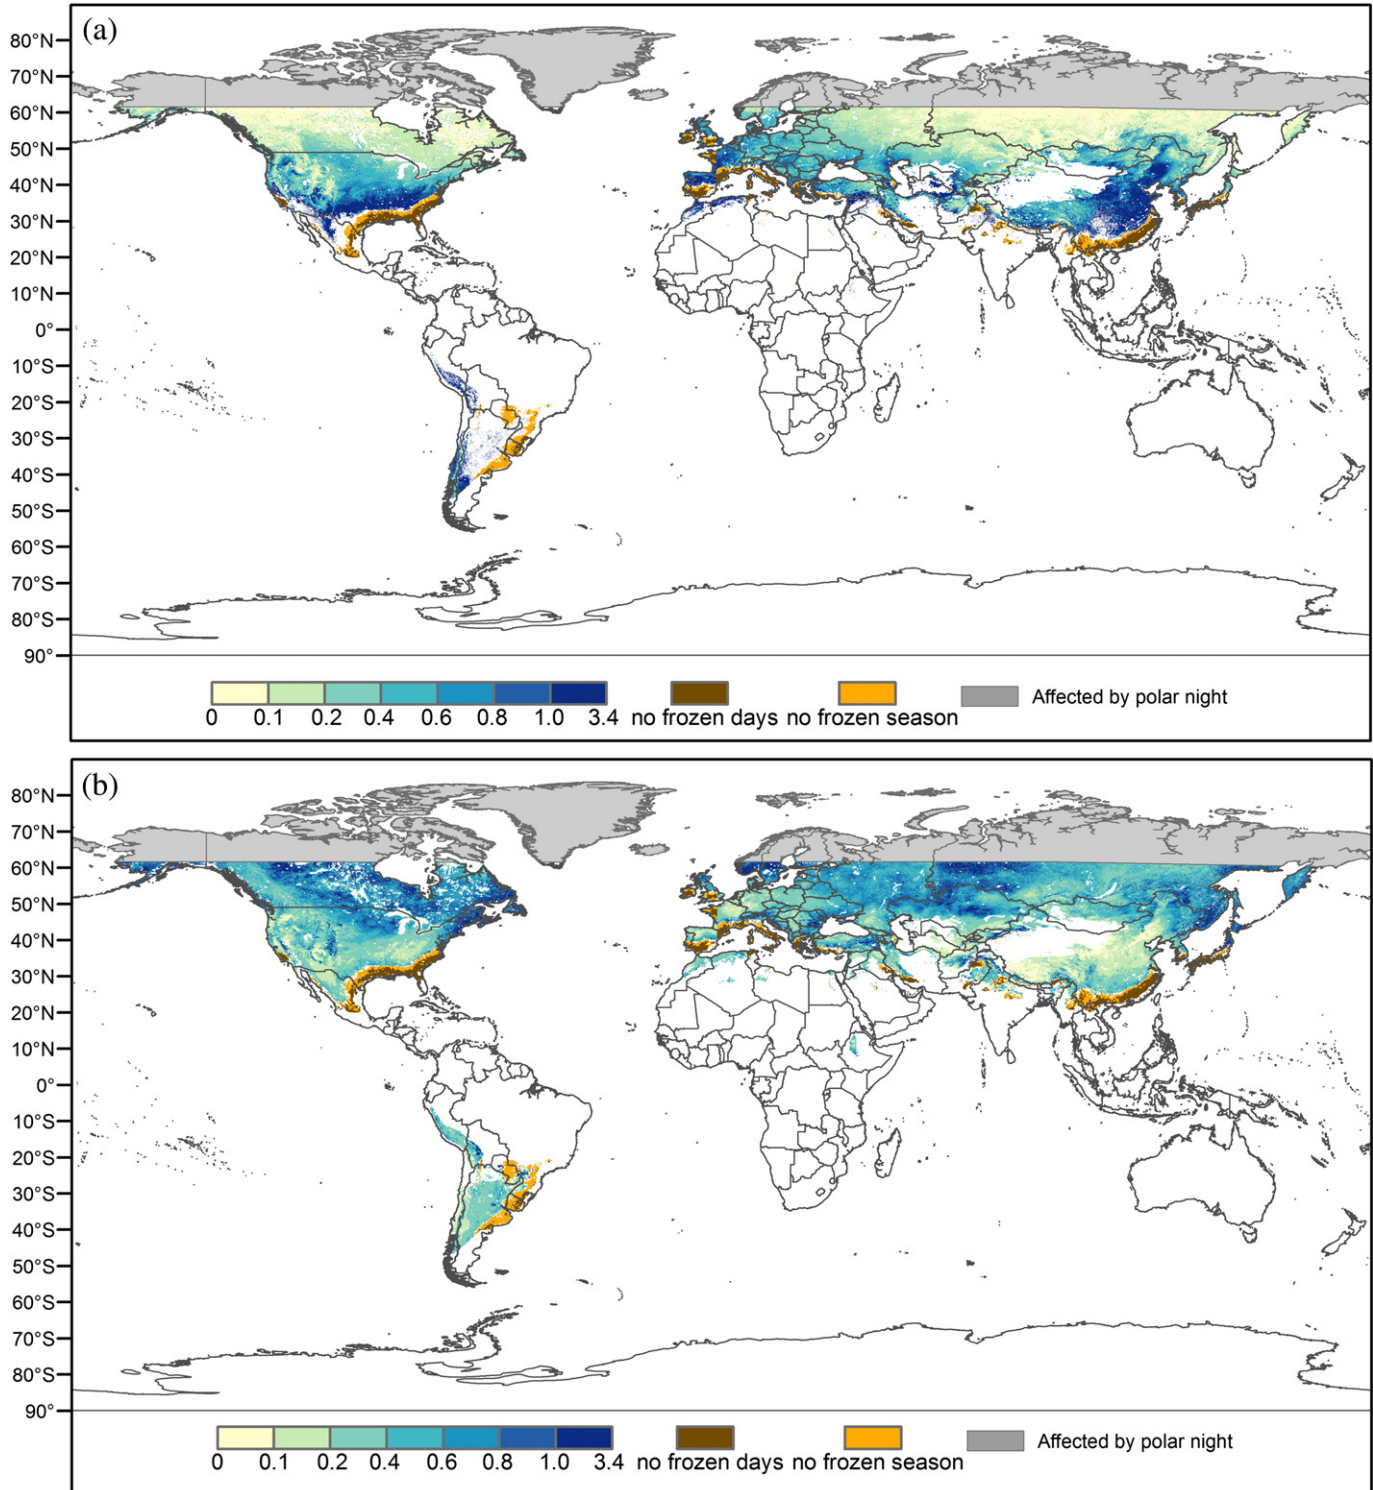 (a)
80°N
70°N
60°N
50°N
40°N
30°N
20°N
10°N
0°
10°S
20°S
30°S
40°S
50°S
60°S
70°S
80°S
90°
0 0.1 0.2 0.4 0.6 0.8 1.0 3.4 no frozen days no frozen season Affected by polar night
(b)
80°N
70°N
60°N
50°N
40°N
30°N
20°N
10°N
0°
10°S
20°S
30°S
40°S
50°S
60°S
70°S
80°S
90°
0 0.1 0.2 0.4 0.6 0.8 1.0 3.4 no frozen days no frozen season Affected by polar night